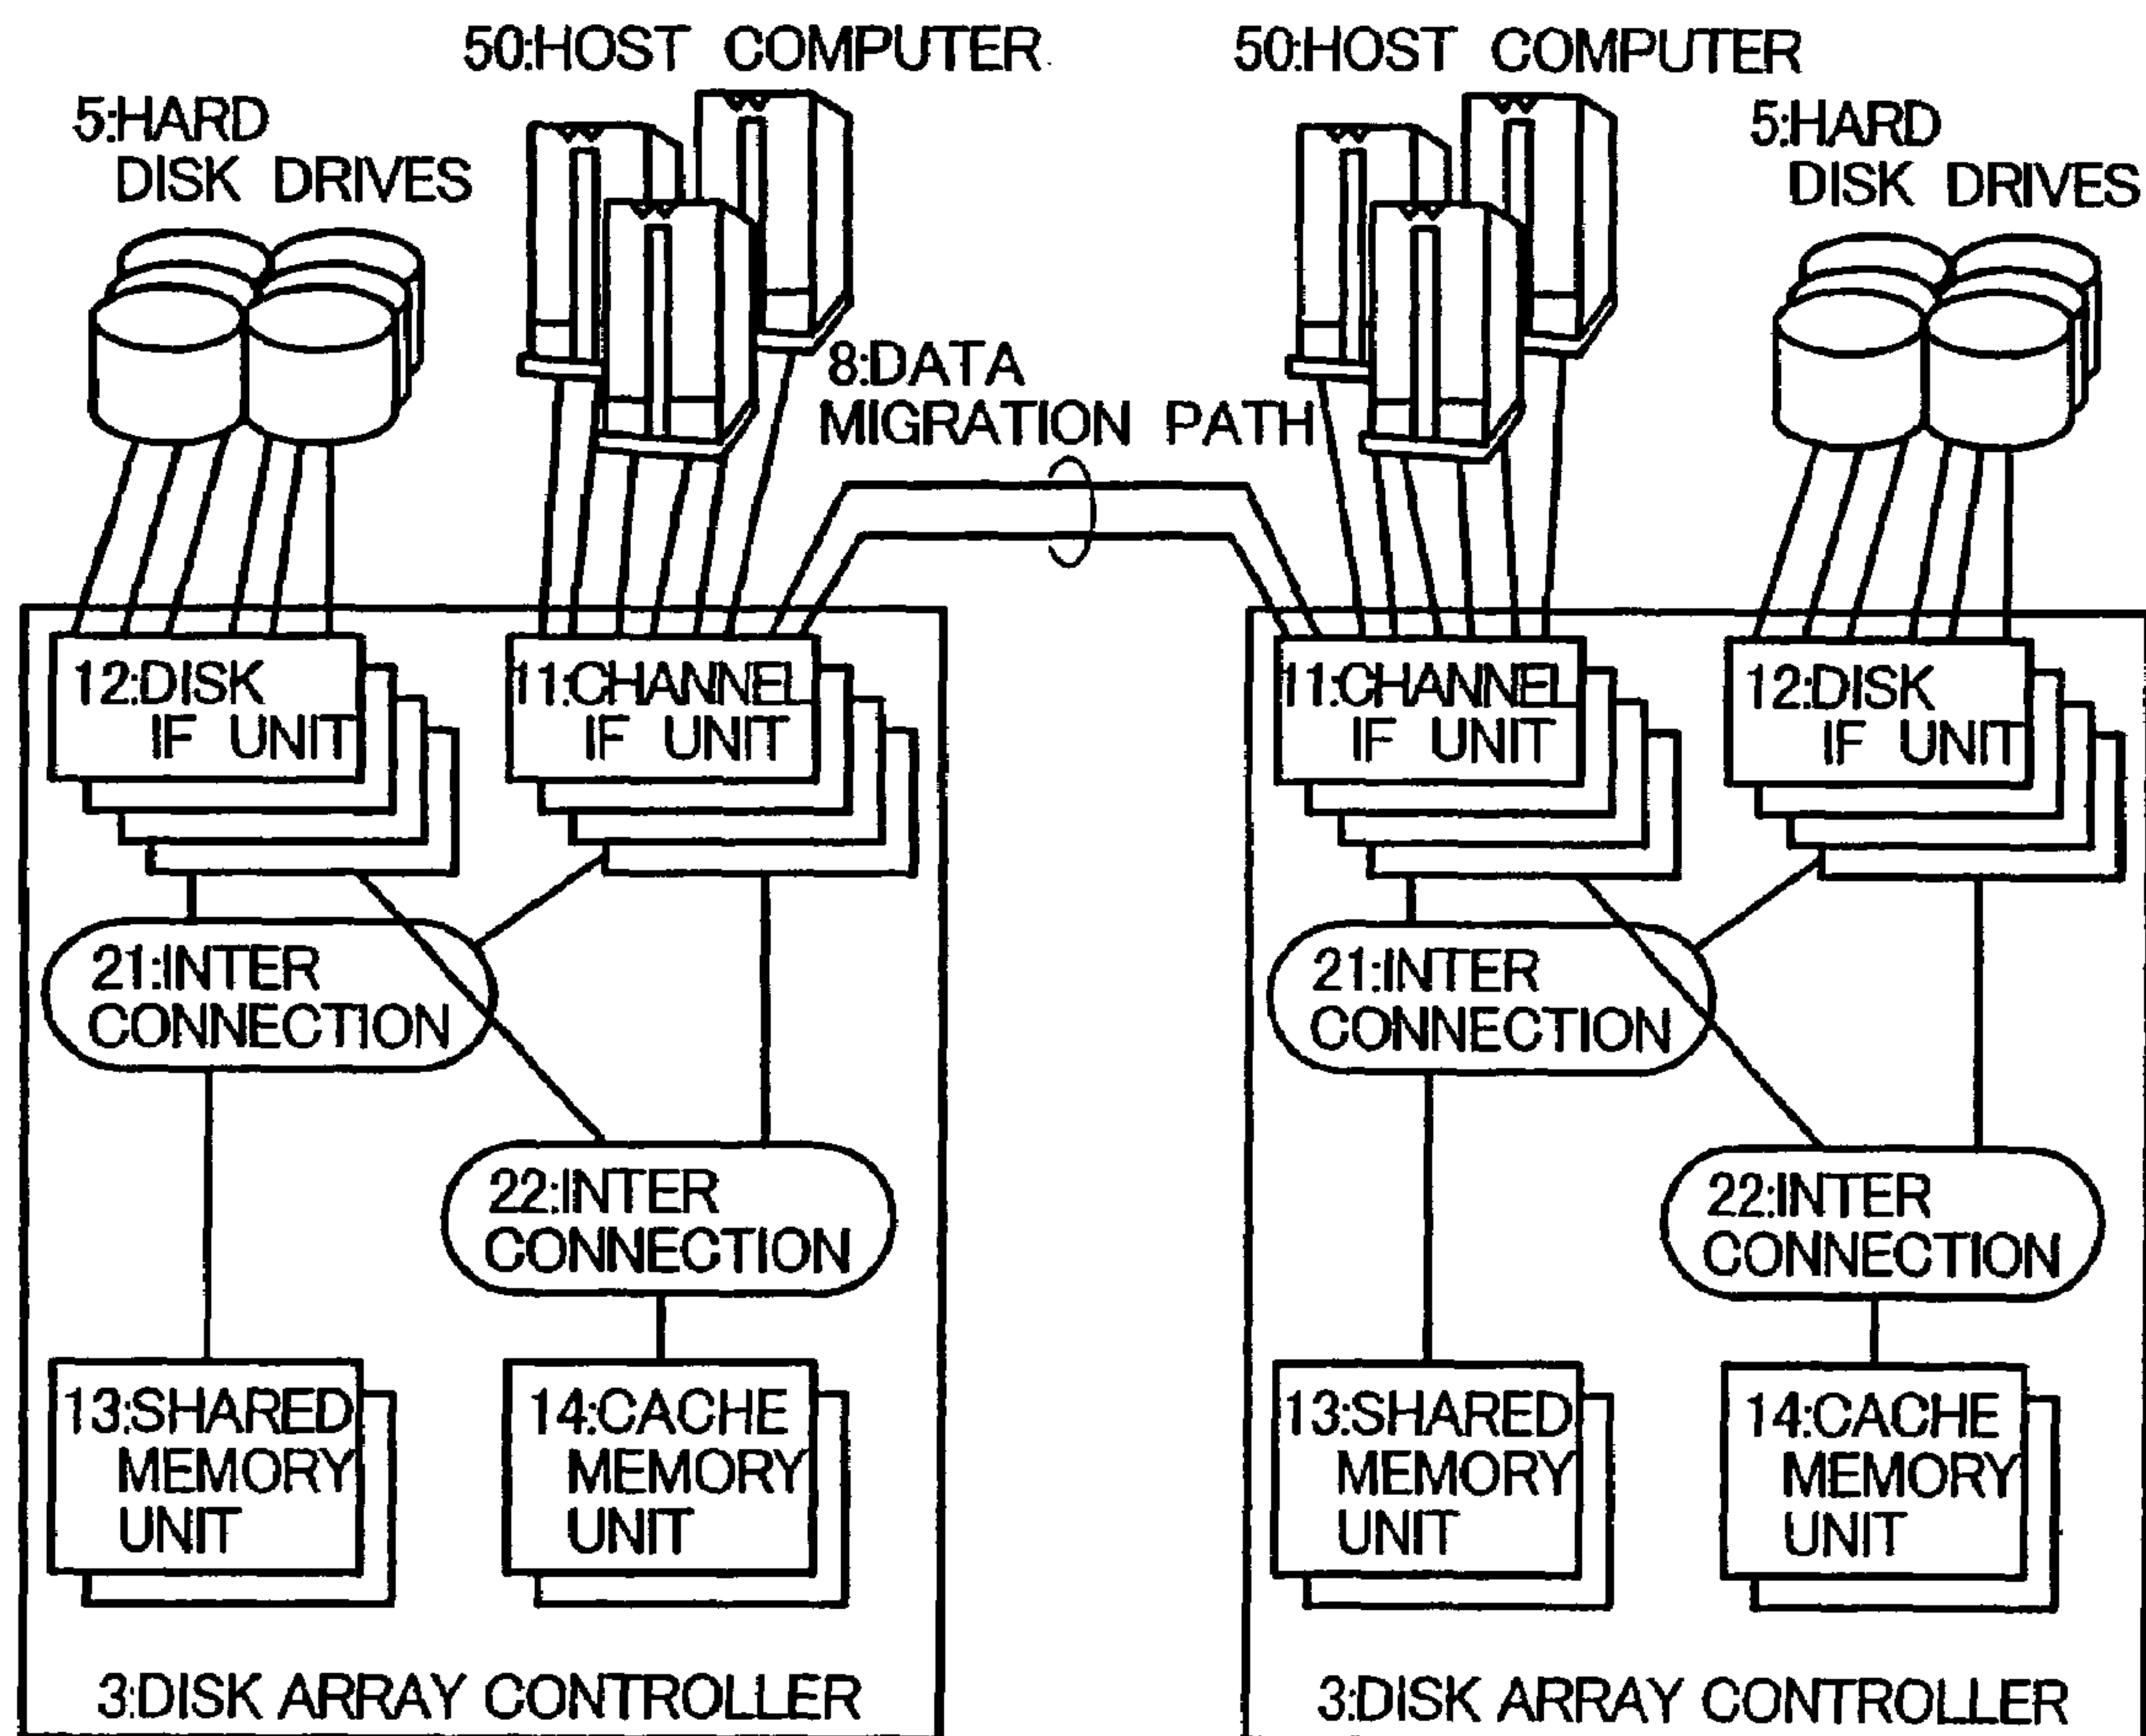 50:HOST COMPUTER
50:HOST COMPUTER
5:HARD
DISK DRIVES
5:HARD
DISK DRIVES
8:DATA
MIGRATION PATH
12:DISK
IF UNIT
11:CHANNEL
IF UNIT
11:CHANNEL
IF UNIT
12:DISK
IF UNIT
21:INTER
CONNECTION
21:INTER
CONNECTION
22:INTER
CONNECTION
22:INTER
CONNECTION
13:SHARED
MEMORY
UNIT
14:CACHE
MEMORY
UNIT
13:SHARED
MEMORY
UNIT
14:CACHE
MEMORY
UNIT
3:DISK ARRAY CONTROLLER
3:DISK ARRAY CONTROLLER